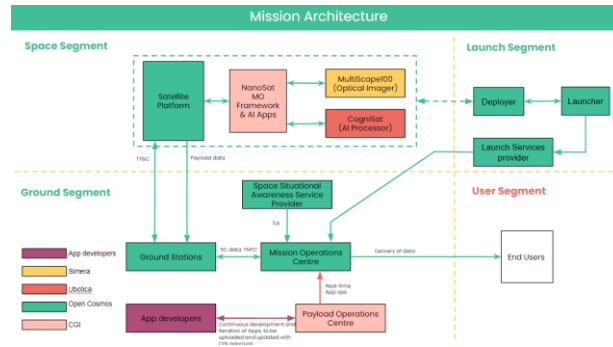 Mission Architecture
Space Segment
Launch Segment
Satellite
Platform
NanoSat
MO
Framework
& AI Apps
MultiScape100
(Optical Imager)
CogniSat
(AI Processor)
Deployer
Launcher
Launch Services
provider
TT&C
Payload data
Ground Segment
User Segment
Space Situational
Awareness Service
Provider
Ground Stations
SC data, TMTC
Mission Operations
Centre
Delivery of data
End Users
App developers
Simera
Ubotica
Open Cosmos
CGI
Real-time
App ops
App developers
Continuous development and
iteration of Apps, to be
uploaded and updated with
Payload Operations
Centre